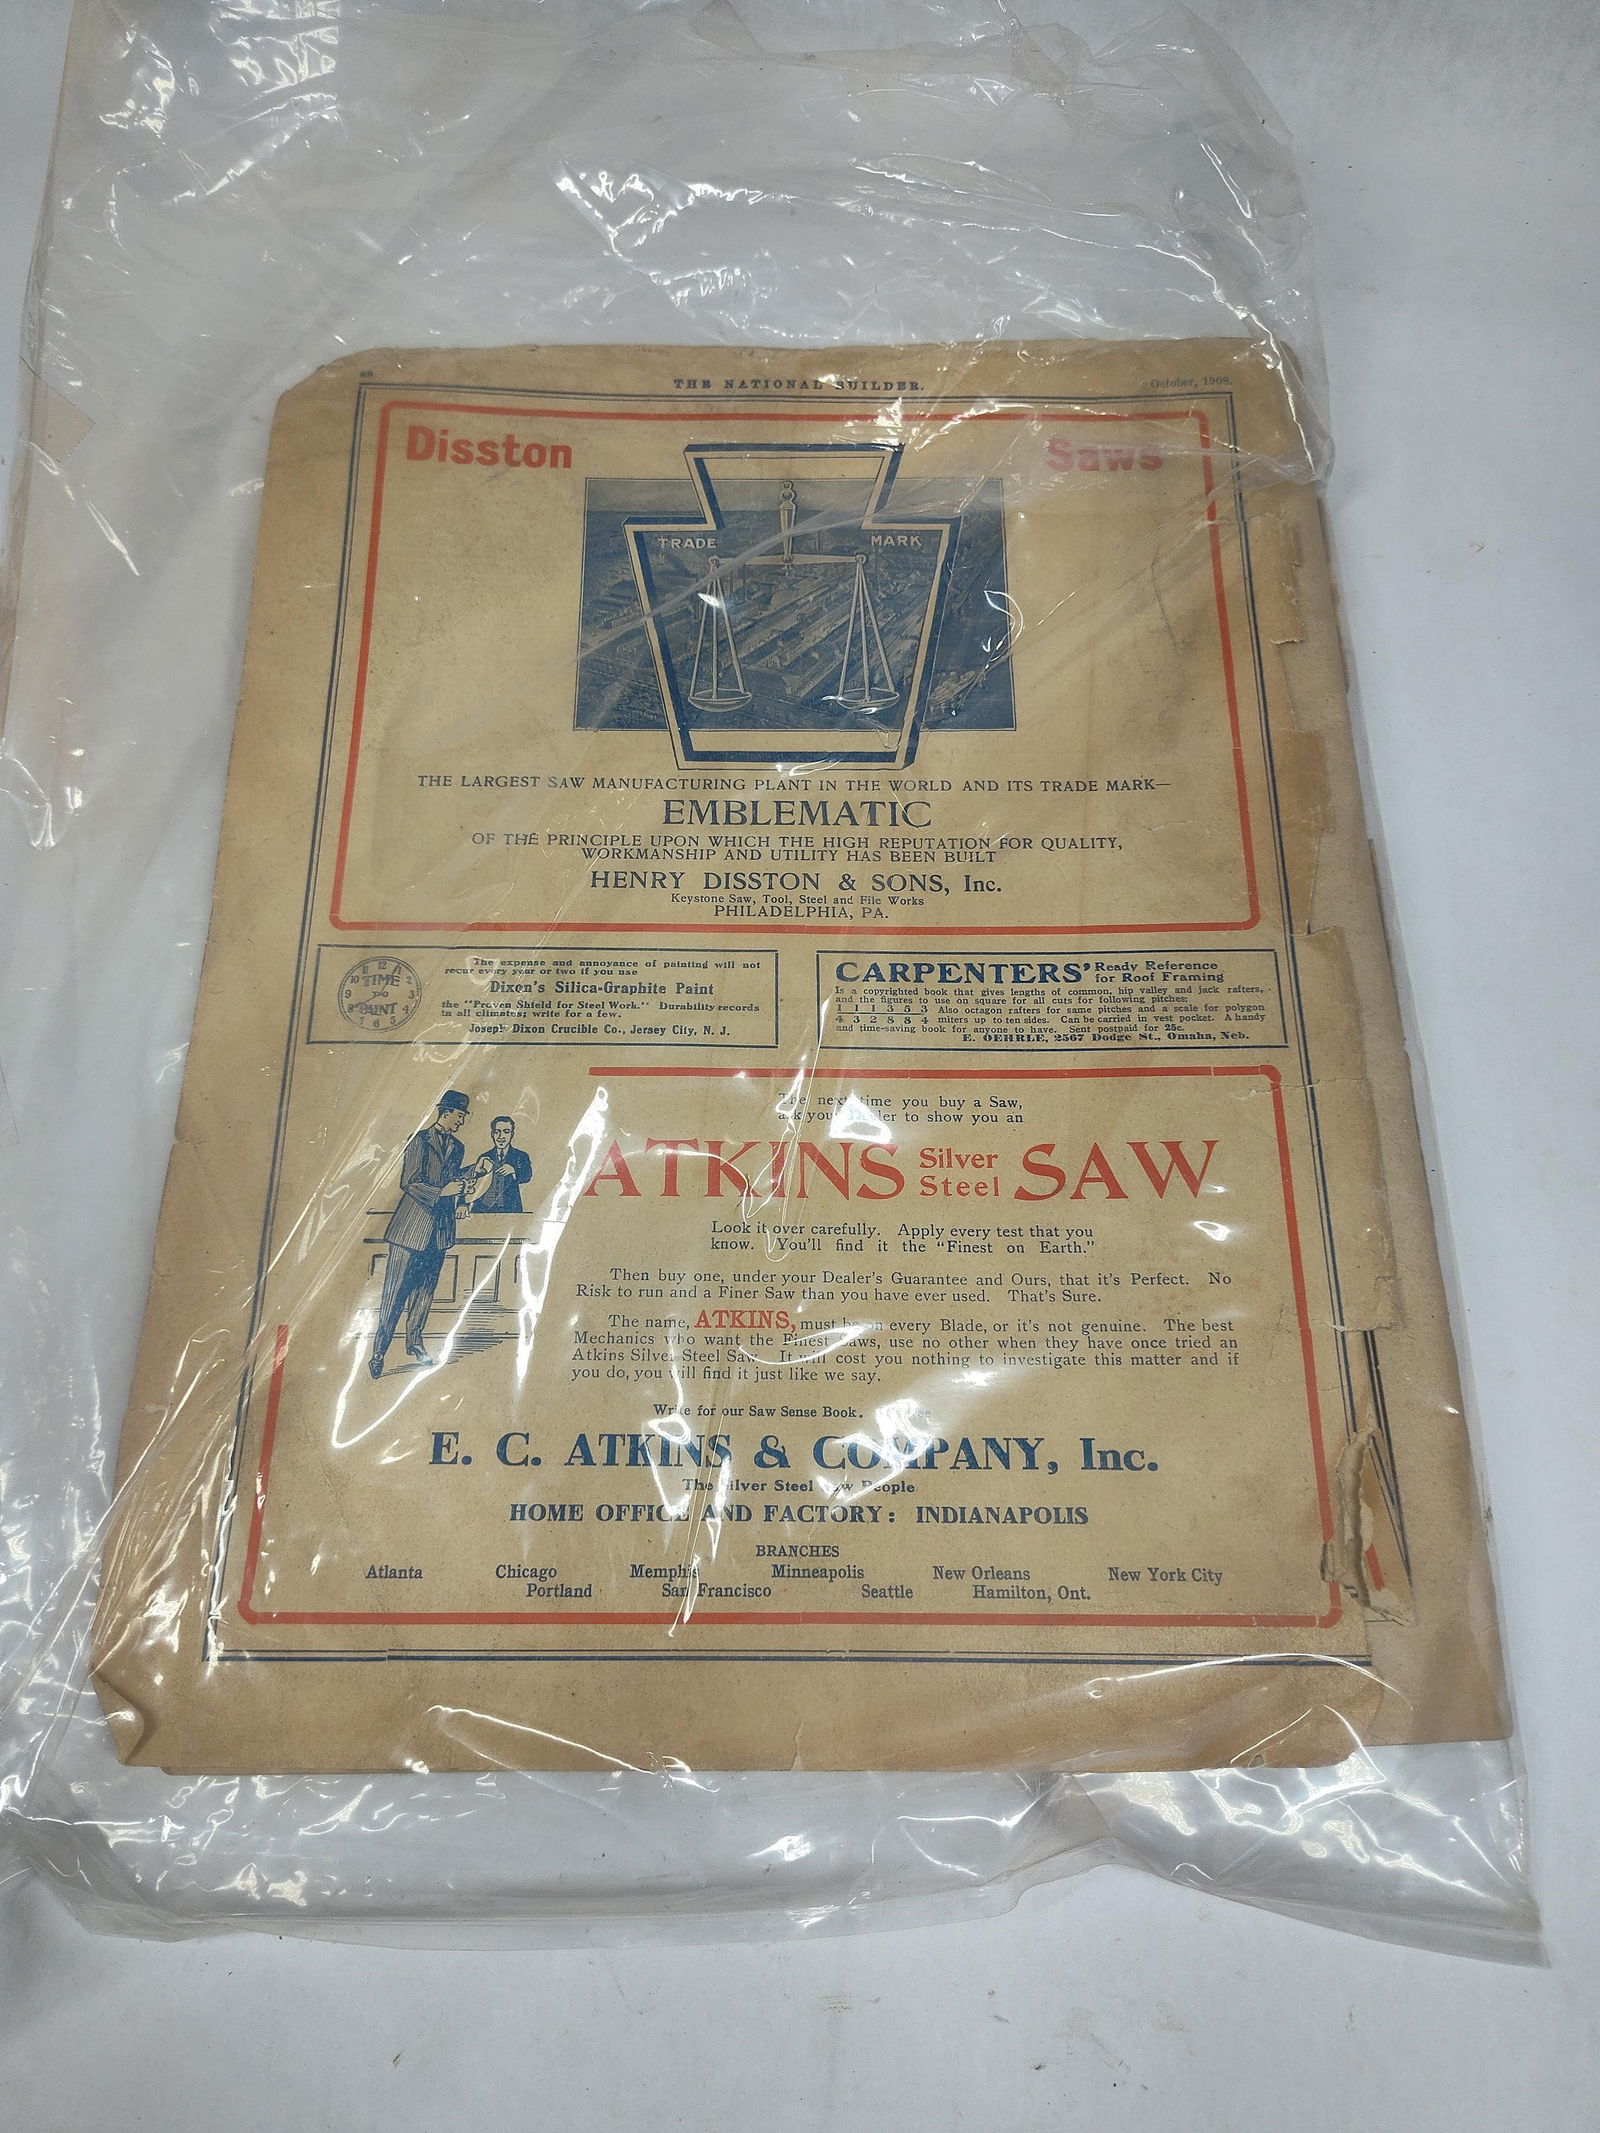 68
THE NATIONAL BUILDER.
October, 1908.
Disston Saws
TRADE MARK
THE LARGEST SAW MANUFACTURING PLANT IN THE WORLD AND ITS TRADE MARK—
EMBLEMATIC
OF THE PRINCIPLE UPON WHICH THE HIGH REPUTATION FOR QUALITY,
WORKMANSHIP AND UTILITY HAS BEEN BUILT
HENRY DISSTON & SONS, Inc.
Keystone Saw, Tool, Steel and File Works
PHILADELPHIA, PA.
TIME
TO
PAINT
The expense and annoyance of painting will not
recur every year or two if you use
Dixon's Silica-Graphite Paint
the "Proven Shield for Steel Work." Durability records
in all climates; write for a few.
Joseph Dixon Crucible Co., Jersey City, N. J.
CARPENTERS' Ready Reference
for Roof Framing
Is a copyrighted book that gives lengths of common, hip valley and jack rafters,
and the figures to use on square for all cuts for following pitches:
1 1 1 3 5 3 Also octagon rafters for same pitches and a scale for polygon
4 3 2 8 8 4 miters up to ten sides. Can be carried in vest pocket. A handy
and time-saving book for anyone to have. Sent postpaid for 25c.
E. OEHRLE, 2567 Dodge St., Omaha, Neb.
The next time you buy a Saw,
ask your dealer to show you an
ATKINS Silver Steel SAW
Look it over carefully. Apply every test that you
know. You'll find it the "Finest on Earth."
Then buy one, under your Dealer's Guarantee and Ours, that it's Perfect. No
Risk to run and a Finer Saw than you have ever used. That's Sure.
The name, ATKINS, must be on every Blade, or it's not genuine. The best
Mechanics who want the Finest Saws, use no other when they have once tried an
Atkins Silver Steel Saw. It will cost you nothing to investigate this matter and if
you do, you will find it just like we say.
Write for our Saw Sense Book.
E. C. ATKINS & COMPANY, Inc.
The Silver Steel Saw People
HOME OFFICE AND FACTORY: INDIANAPOLIS
BRANCHES
Atlanta Chicago Memphis Minneapolis New Orleans New York City
Portland San Francisco Seattle Hamilton, Ont.